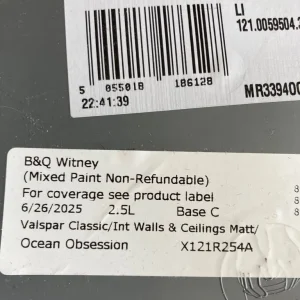 LI
121.0059504.
5 055018 186128
22:41:39
MR339400
B&Q Witney
(Mixed Paint Non-Refundable)
For coverage see product label
6/26/2025 2.5L Base C
Valspar Classic/Int Walls & Ceilings Matt/
Ocean Obsession X121R254A